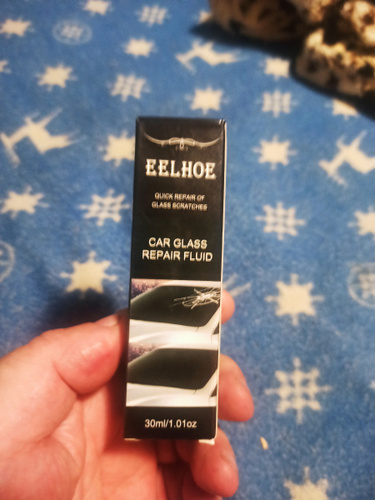 EELHOE
QUICK REPAIR OF
GLASS SCRATCHES
CAR GLASS
REPAIR FLUID
30ml/1.01oz